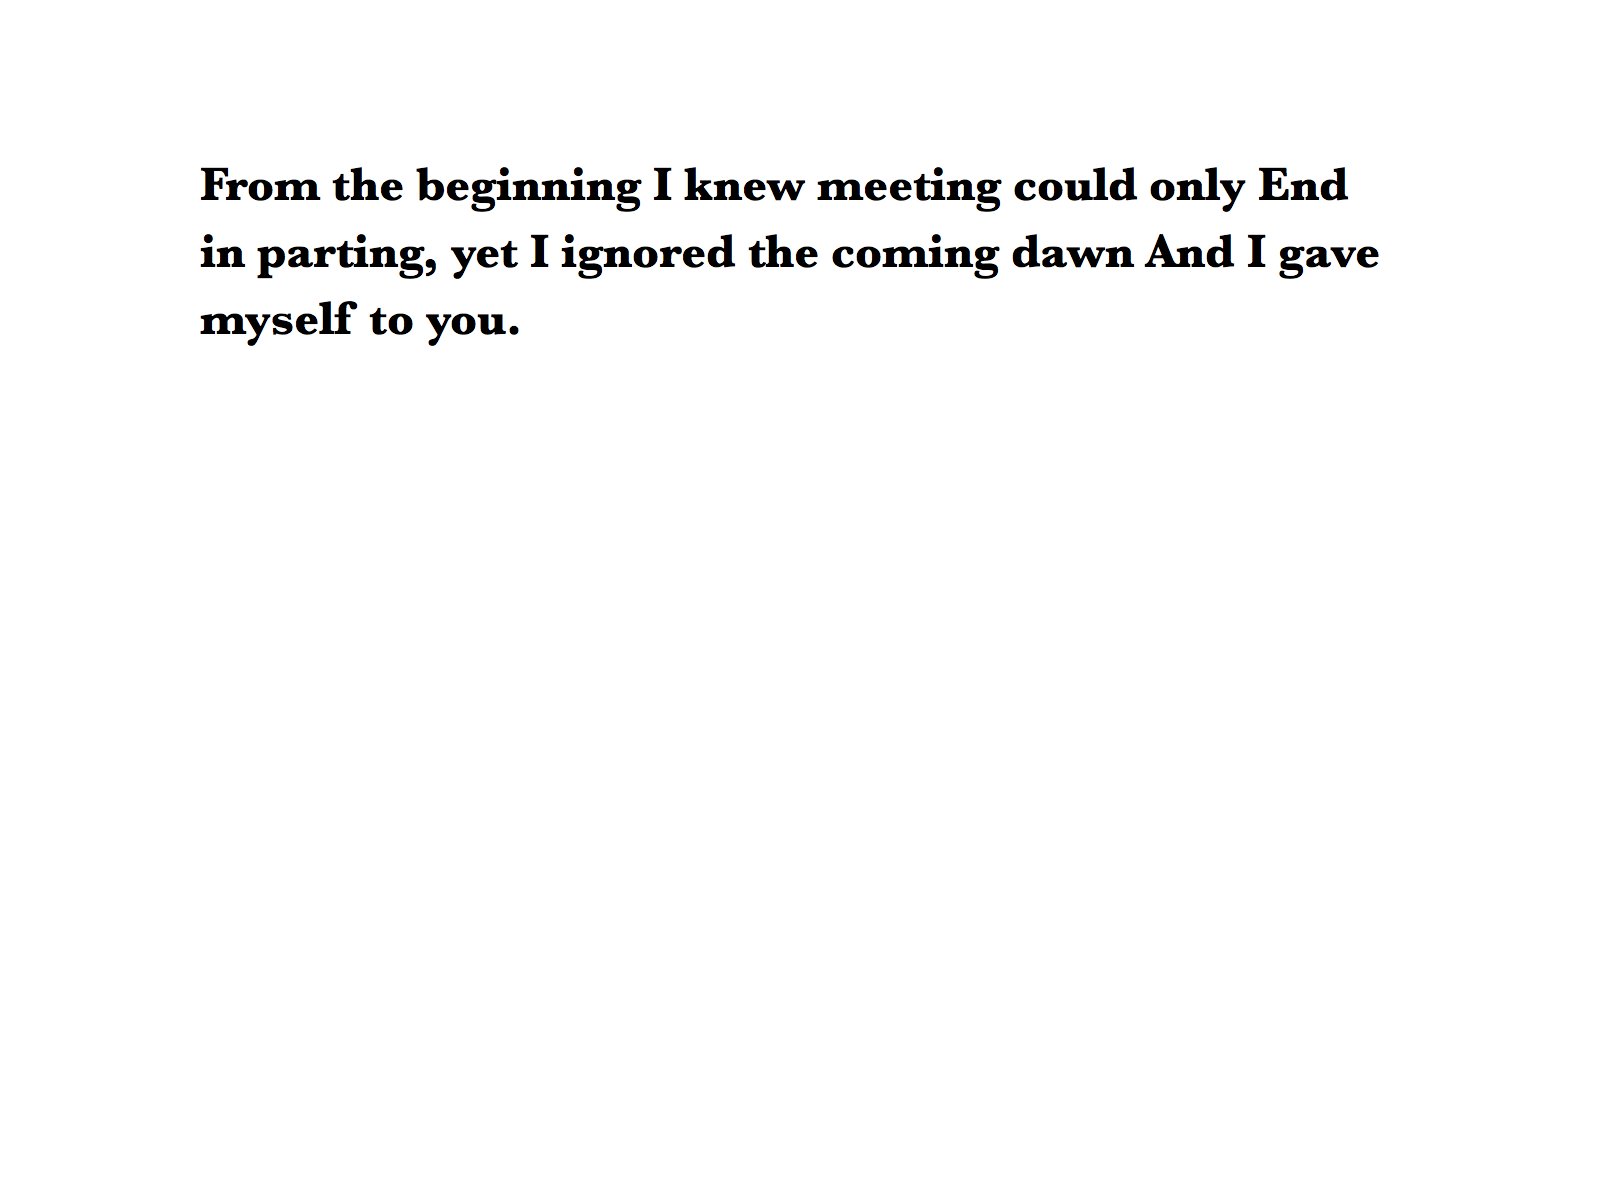 From the beginning I knew meeting could only End
in parting, yet I ignored the coming dawn And I gave
myself to you.